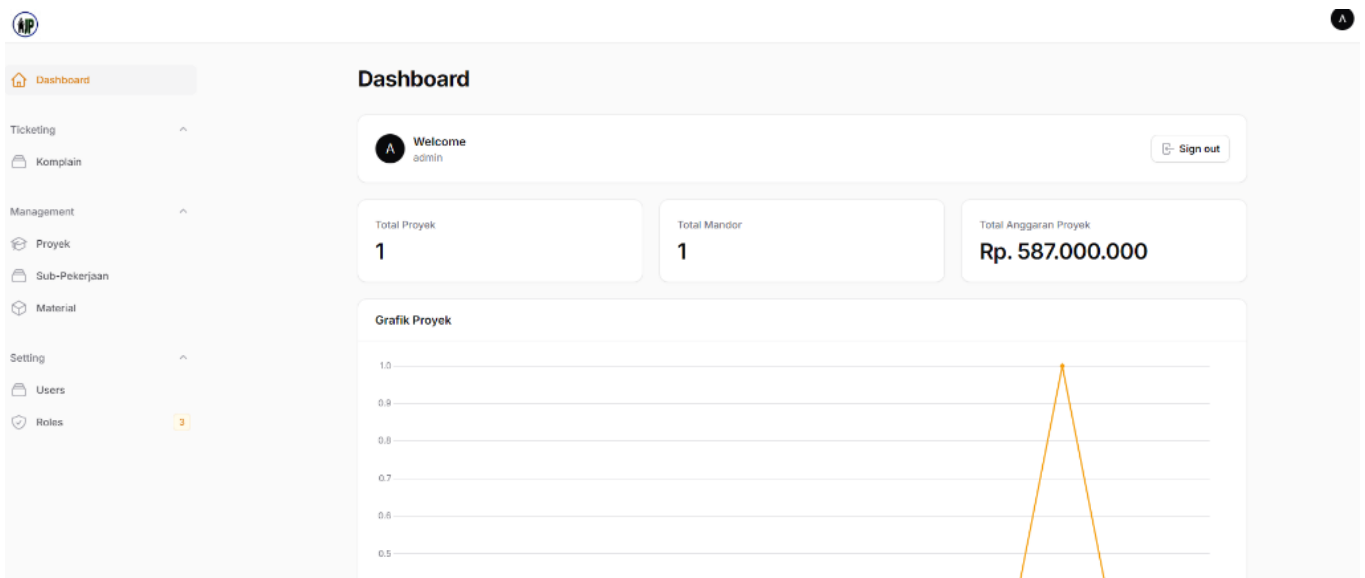 A
Dashboard
Ticketing
Komplain
Management
Proyek
Sub-Pekerjaan
Material
Setting
Users
Roles
3
Dashboard
A
Welcome
admin
Sign out
Total Proyek
1
Total Mandor
1
Total Anggaran Proyek
Rp. 587.000.000
Grafik Proyek
1.0
0.9
0.8
0.7
0.6
0.5